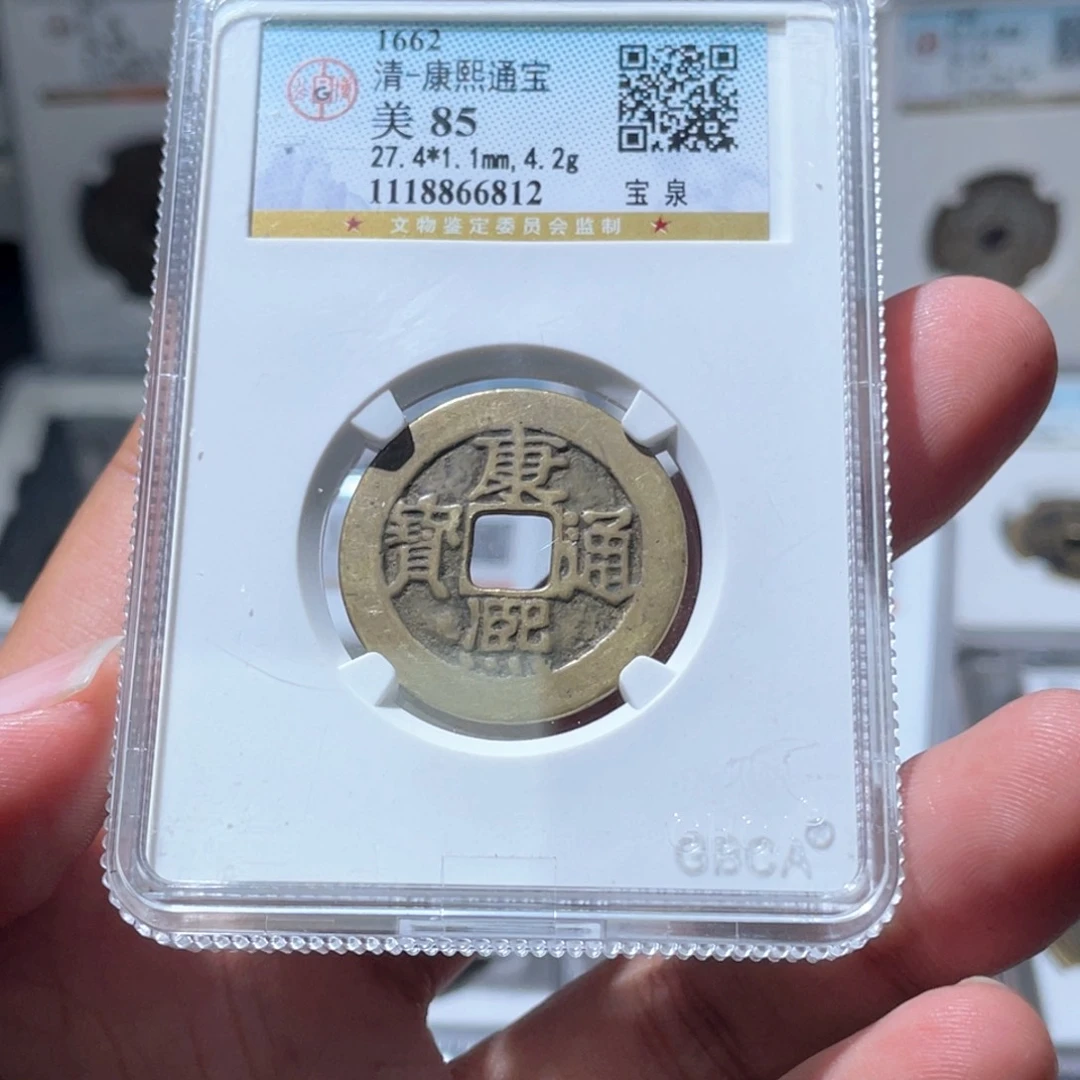 1662
清-康熙通宝
美 85
27.4*1.1mm,4.2g
1118866812
宝 泉
★ 文物鉴定委员会监制 ★
康
寶 通
熙
GBCA